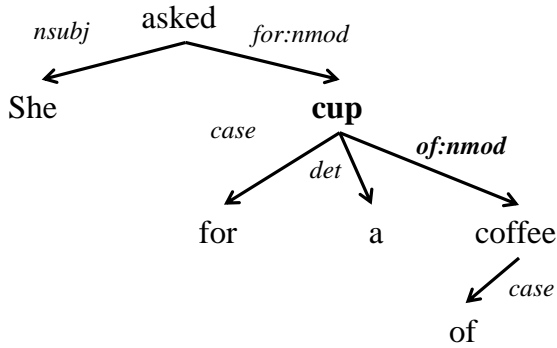 asked
nsubj for:nmod
She cup
case det of:nmod
for a coffee
case
of